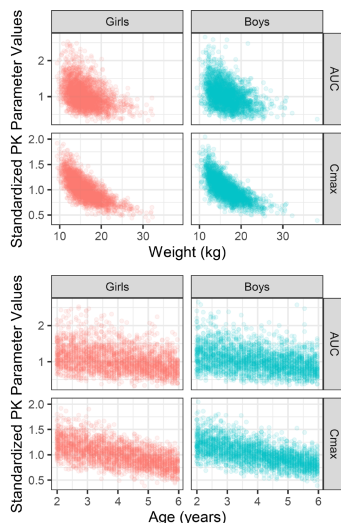 Girls Boys
Standardized PK Parameter Values
2
1
AUC
2.0
1.5
1.0
0.5
Cmax
10 20 30 10 20 30
Weight (kg)
Girls Boys
Standardized PK Parameter Values
2
1
AUC
2.0
1.5
1.0
0.5
Cmax
2 3 4 5 6 2 3 4 5 6
Age (years)